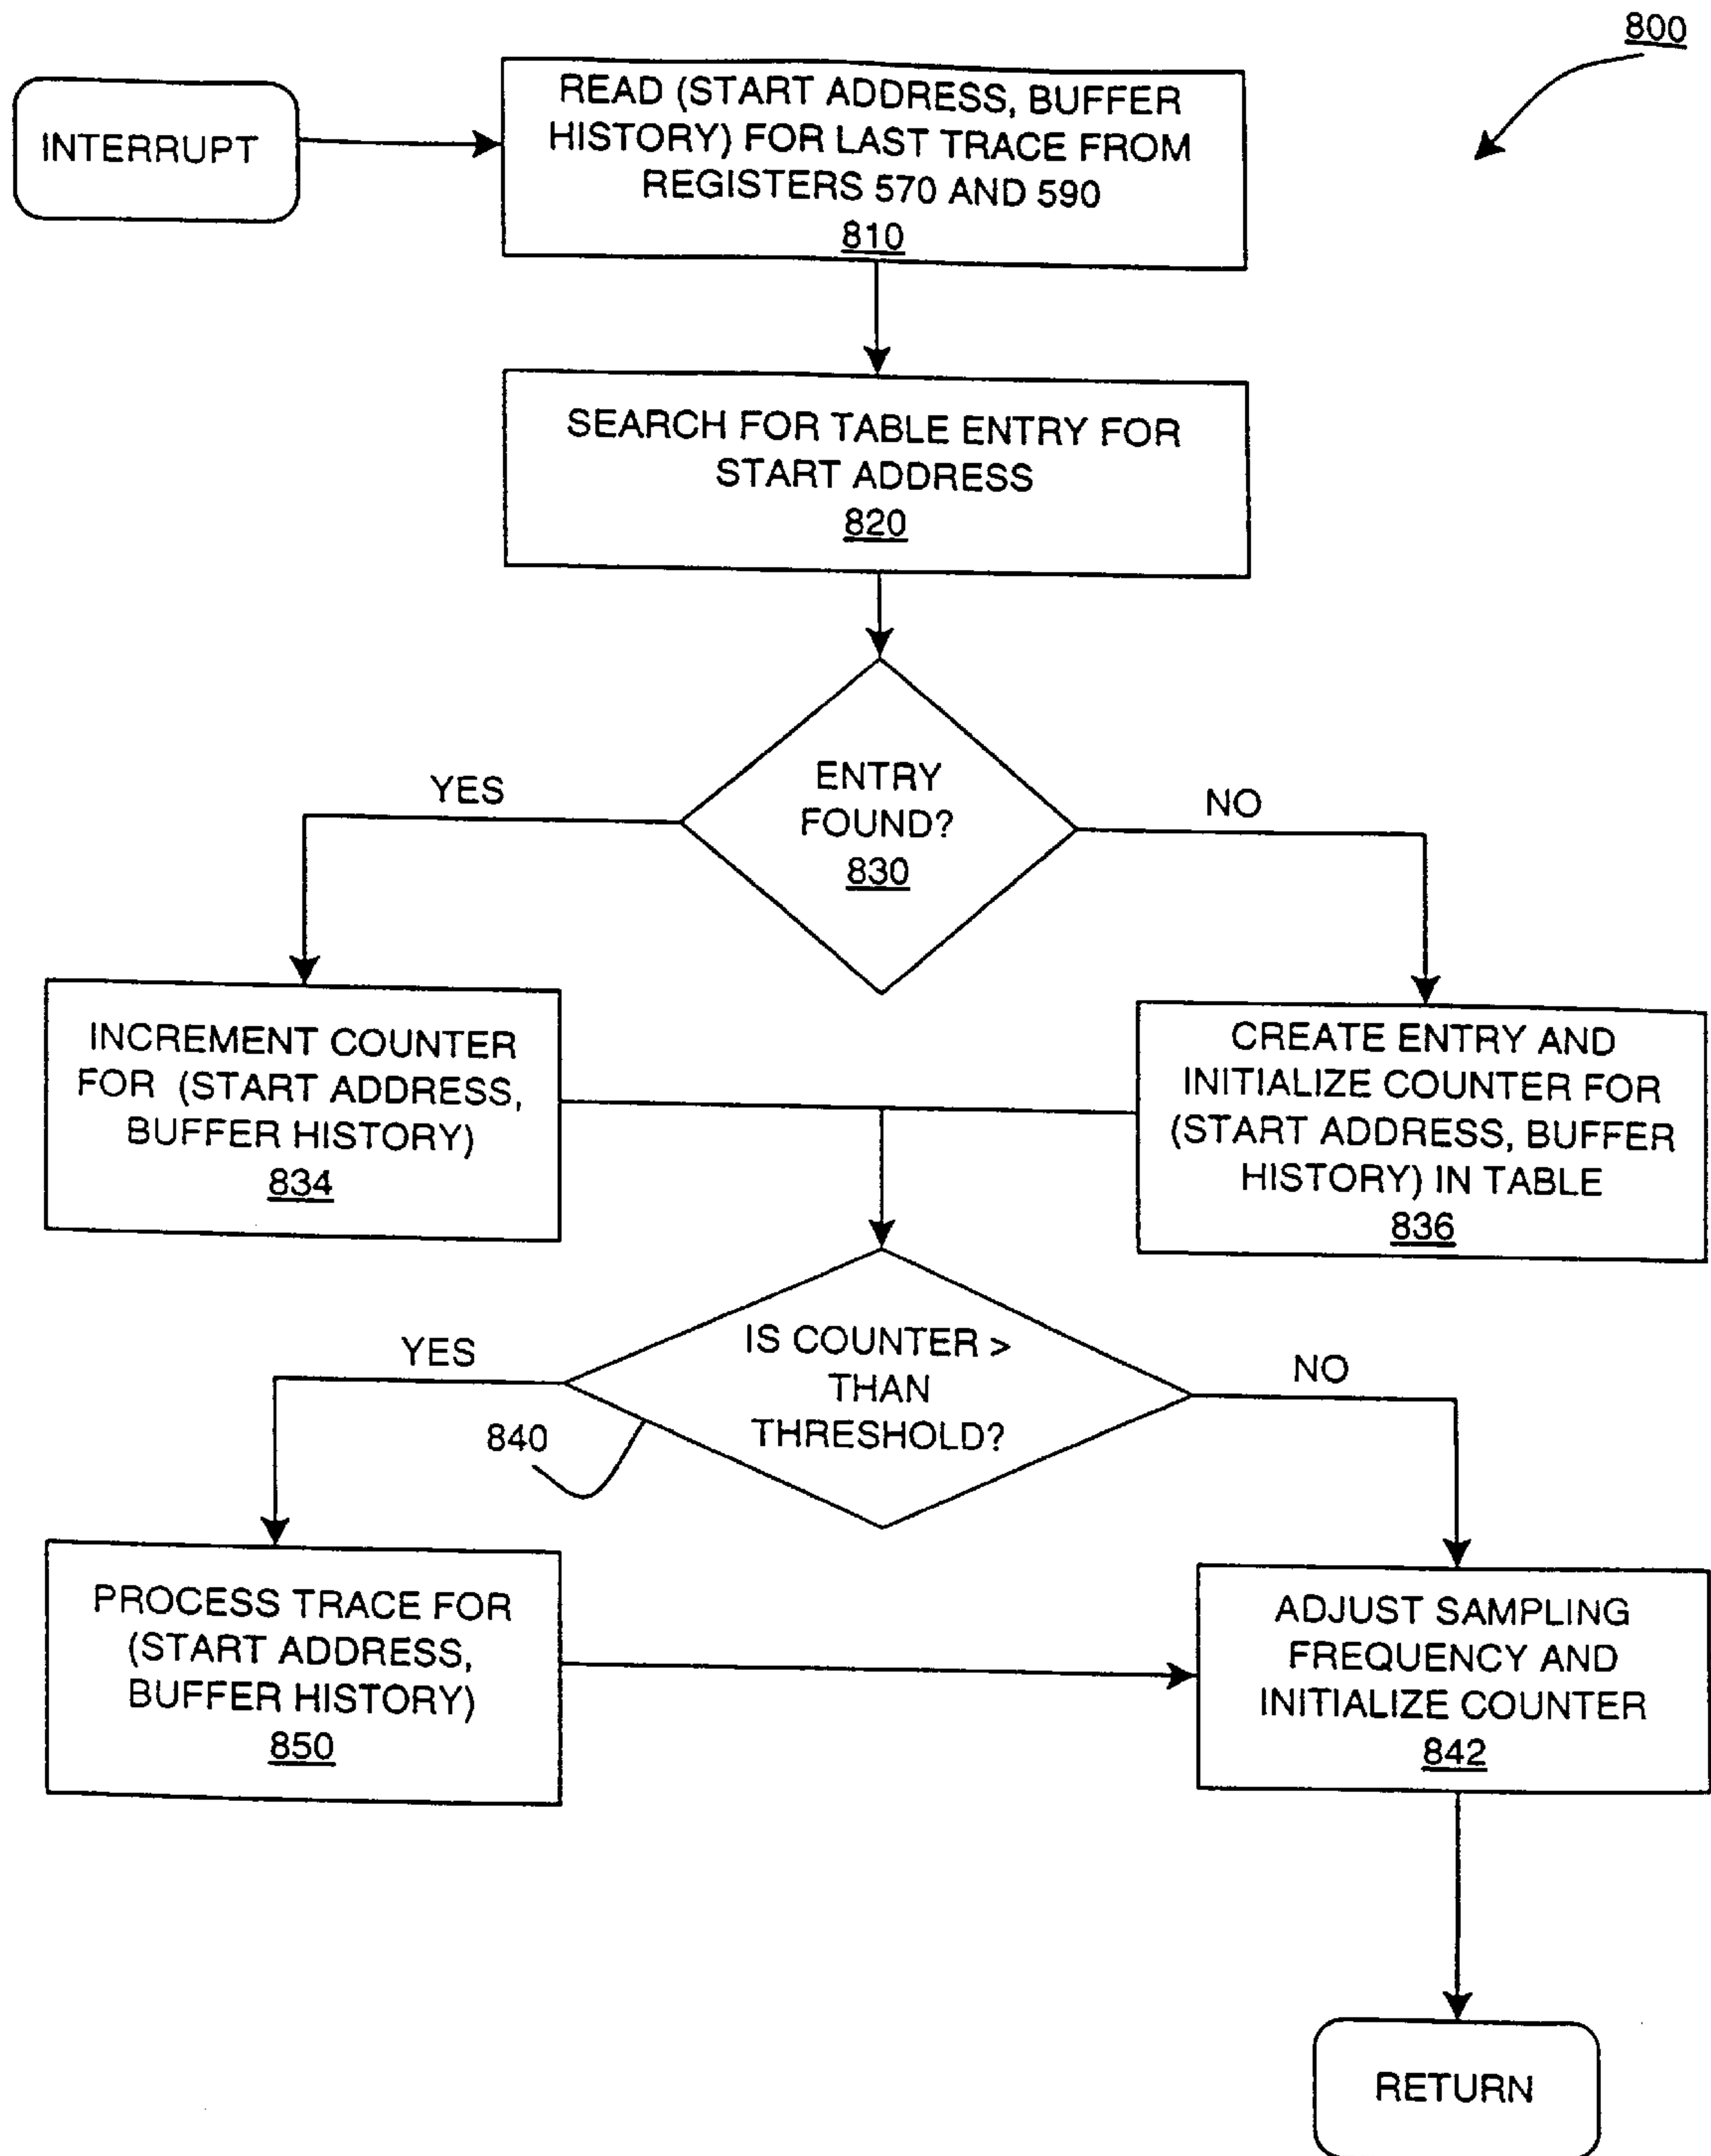 800
INTERRUPT
READ (START ADDRESS, BUFFER
HISTORY) FOR LAST TRACE FROM
REGISTERS 570 AND 590
810
SEARCH FOR TABLE ENTRY FOR
START ADDRESS
820
ENTRY
FOUND?
830
YES
NO
INCREMENT COUNTER
FOR (START ADDRESS,
BUFFER HISTORY)
834
CREATE ENTRY AND
INITIALIZE COUNTER FOR
(START ADDRESS, BUFFER
HISTORY) IN TABLE
836
IS COUNTER >
THAN
THRESHOLD?
840
YES
NO
PROCESS TRACE FOR
(START ADDRESS,
BUFFER HISTORY)
850
ADJUST SAMPLING
FREQUENCY AND
INITIALIZE COUNTER
842
RETURN